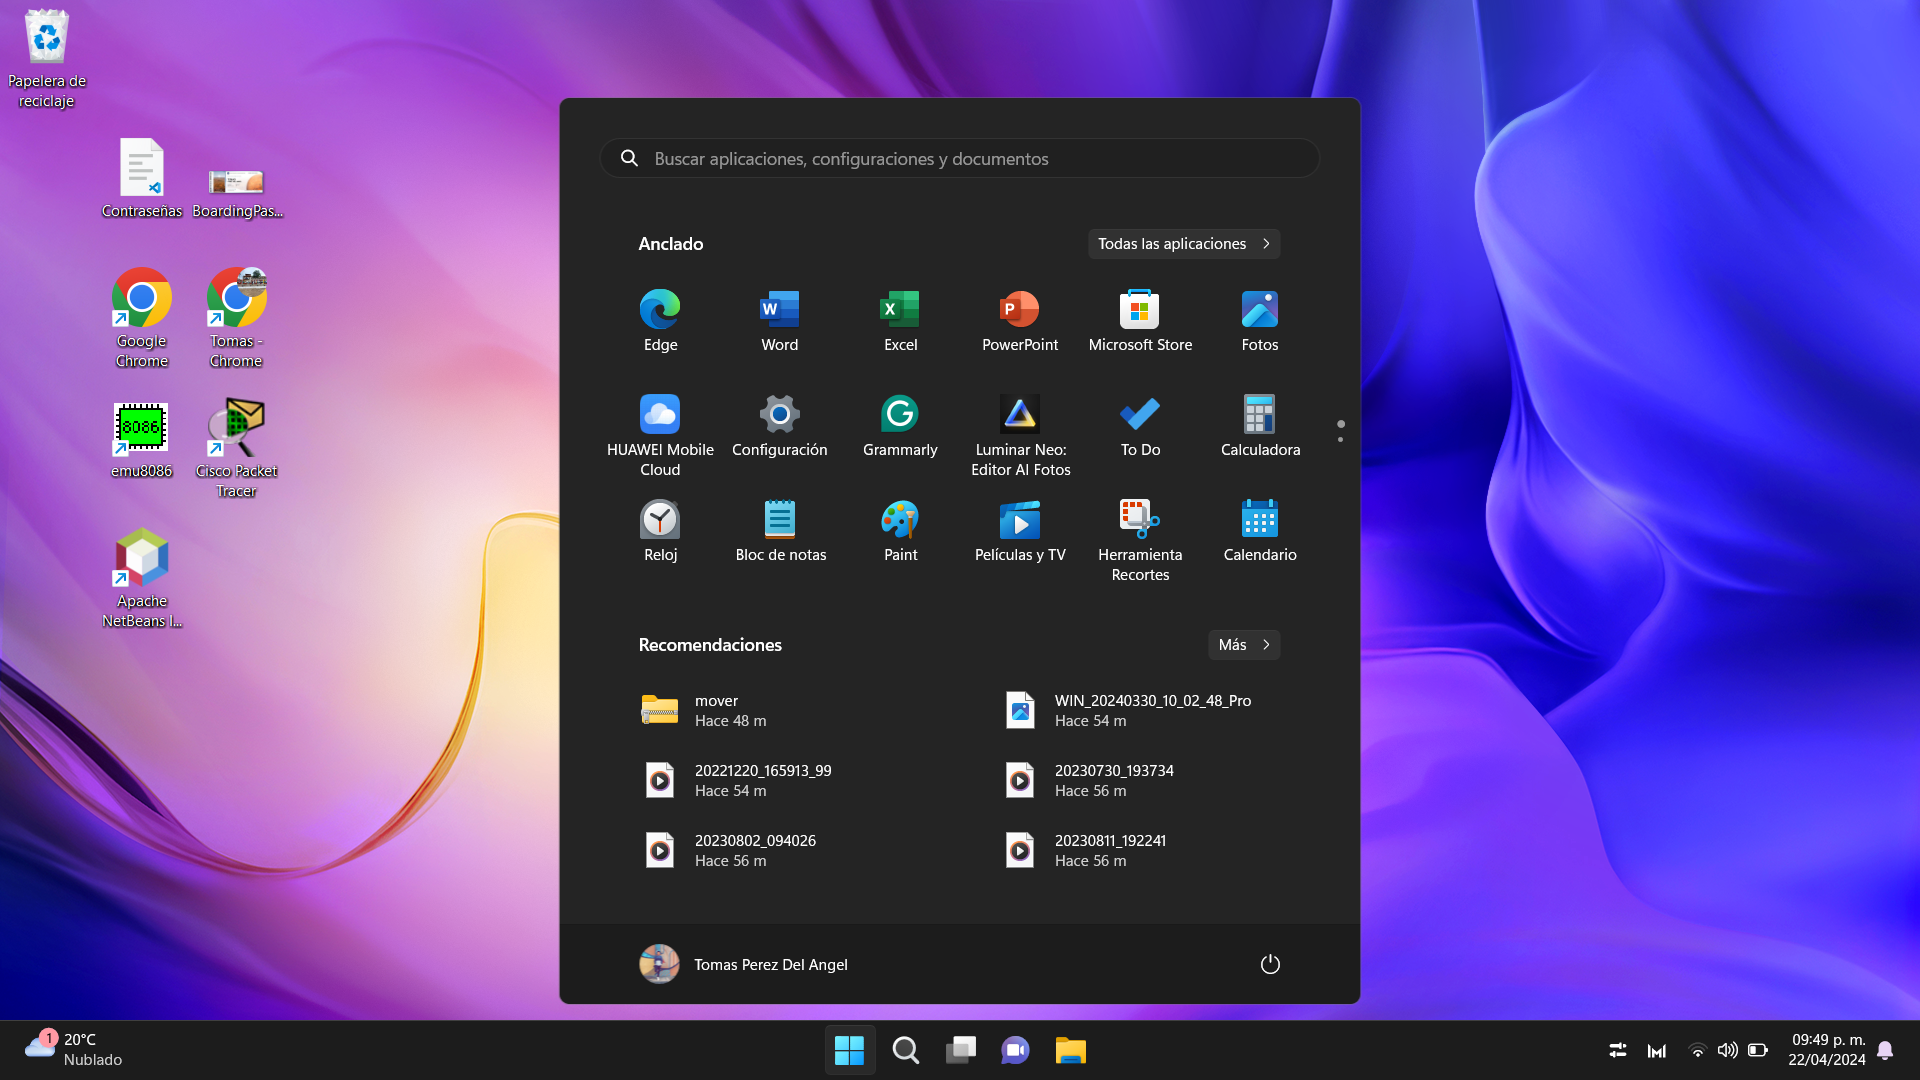 Papelera de
reciclaje
Contraseñas
BoardingPas...
Google
Chrome
Tomas -
Chrome
8086
emu8086
Cisco Packet
Tracer
Apache
NetBeans I...
Buscar aplicaciones, configuraciones y documentos
Anclado
Todas las aplicaciones
Edge
Word
Excel
PowerPoint
Microsoft Store
Fotos
HUAWEI Mobile
Cloud
Configuración
Grammarly
Luminar Neo:
Editor AI Fotos
To Do
Calculadora
Reloj
Bloc de notas
Paint
Películas y TV
Herramienta
Recortes
Calendario
Recomendaciones
Más
mover
Hace 48 m
WIN_20240330_10_02_48_Pro
Hace 54 m
20221220_165913_99
Hace 54 m
20230730_193734
Hace 56 m
20230802_094026
Hace 56 m
20230811_192241
Hace 56 m
Tomas Perez Del Angel
1
20°C
Nublado
09:49 p. m.
22/04/2024